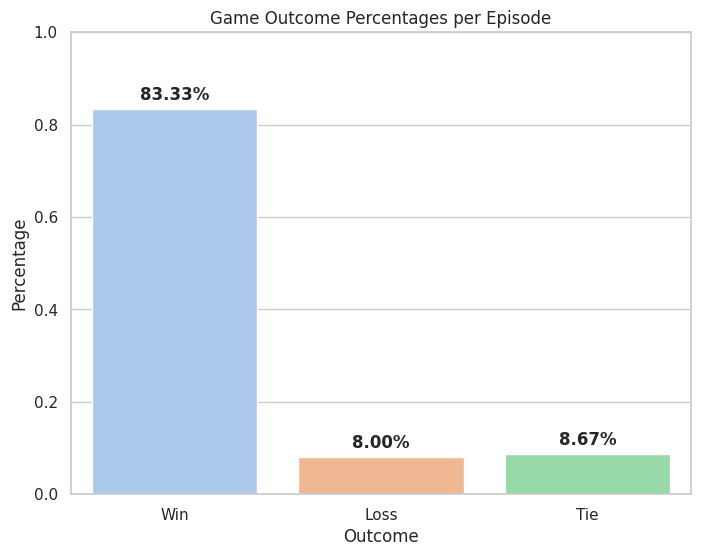 Game Outcome Percentages per Episode
1.0
0.8
0.6
0.4
0.2
0.0
Percentage
83.33%
8.00%
8.67%
Win
Loss
Tie
Outcome